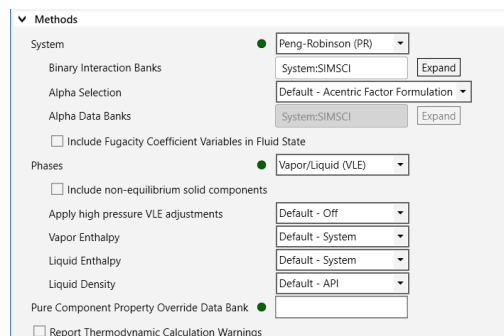 Methods
System Peng-Robinson (PR)
Binary Interaction Banks System:SIMSCI Expand
Alpha Selection Default - Acentric Factor Formulation
Alpha Data Banks System:SIMSCI Expand
Include Fugacity Coefficient Variables in Fluid State
Phases Vapor/Liquid (VLE)
Include non-equilibrium solid components
Apply high pressure VLE adjustments Default - Off
Vapor Enthalpy Default - System
Liquid Enthalpy Default - System
Liquid Density Default - API
Pure Component Property Override Data Bank
Report Thermodynamic Calculation Warnings